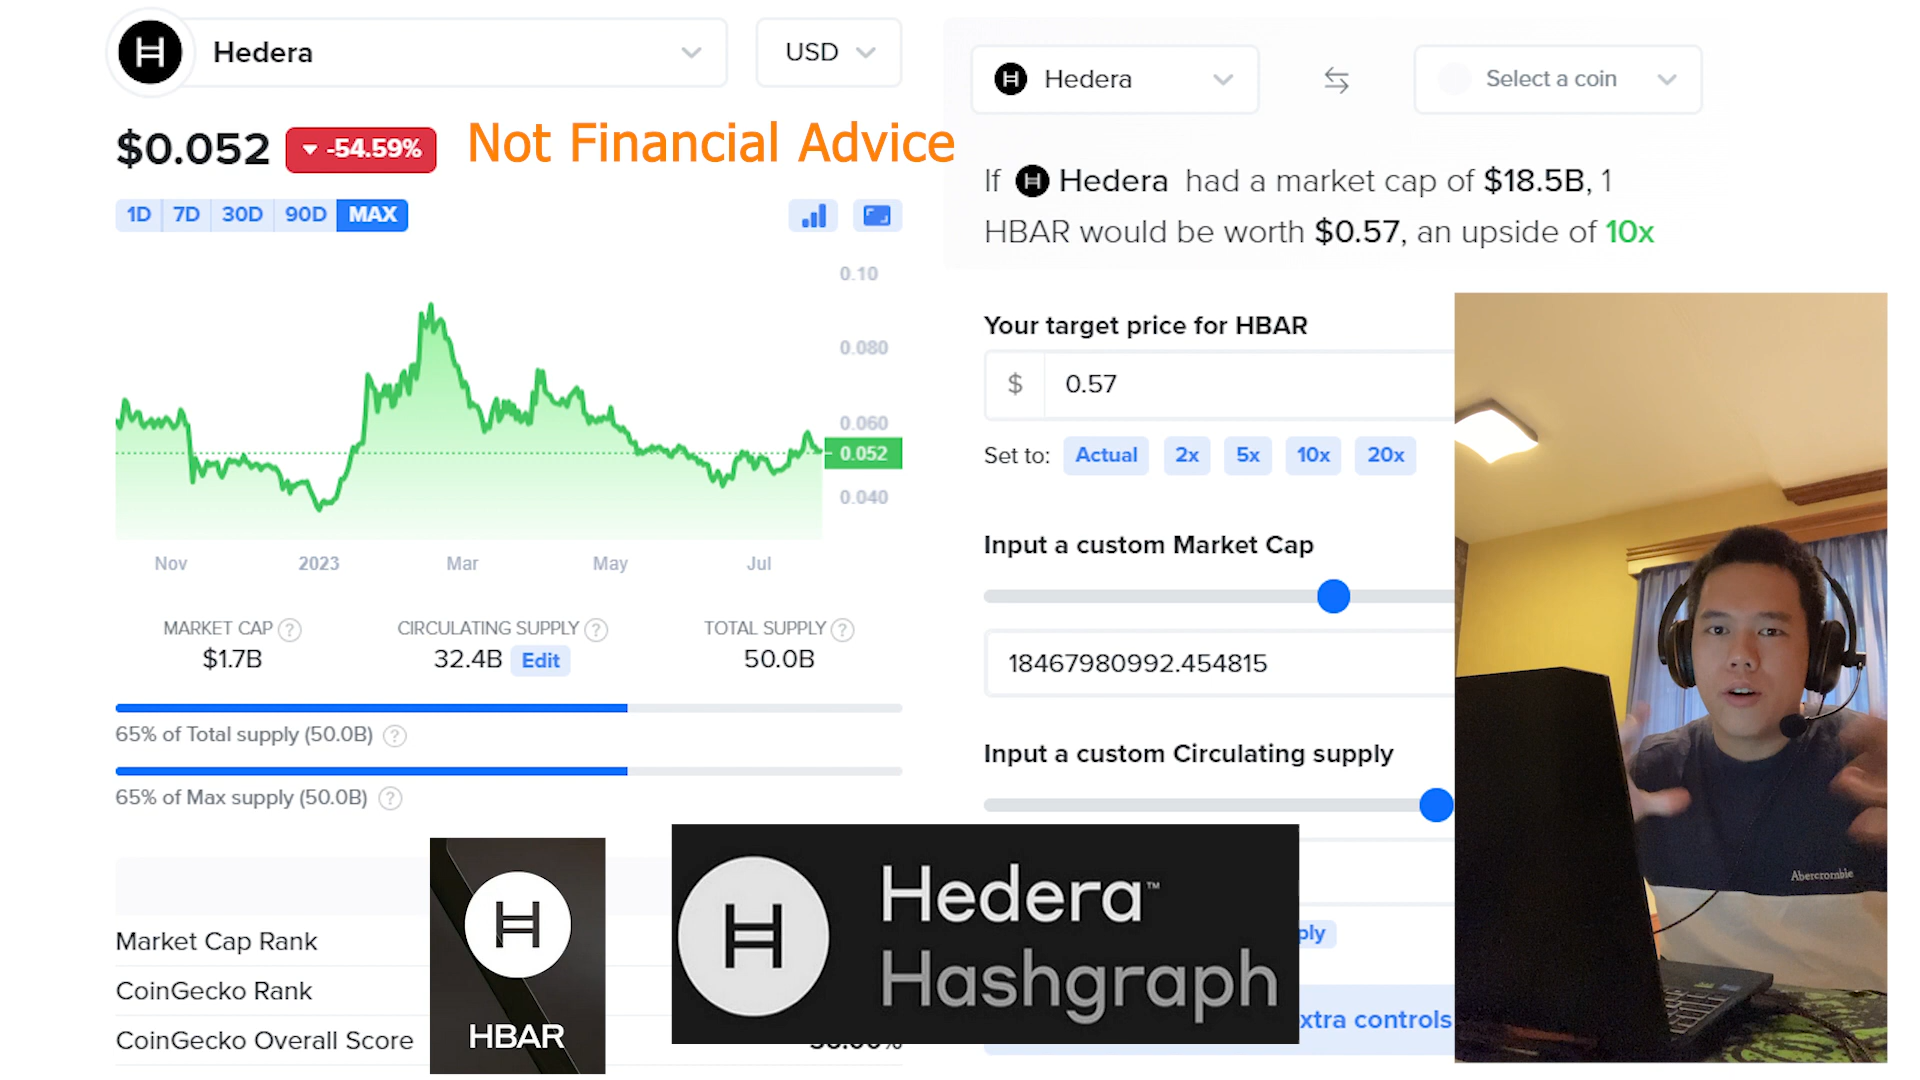 Hedera
USD
$0.052
-54.59%
Not Financial Advice
1D 7D 30D 90D MAX
0.10
0.080
0.060
0.052
0.040
Nov 2023 Mar May Jul
MARKET CAP ?
$1.7B
CIRCULATING SUPPLY ?
32.4B Edit
TOTAL SUPPLY ?
50.0B
65% of Total supply (50.0B) ?
65% of Max supply (50.0B) ?
Market Cap Rank
CoinGecko Rank
CoinGecko Overall Score
HBAR
Hedera™
Hashgraph
Hedera
Select a coin
If Hedera had a market cap of $18.5B, 1
HBAR would be worth $0.57, an upside of 10x
Your target price for HBAR
$ 0.57
Set to: Actual 2x 5x 10x 20x
Input a custom Market Cap
18467980992.454815
Input a custom Circulating supply
ply
xtra controls
Abercrombie